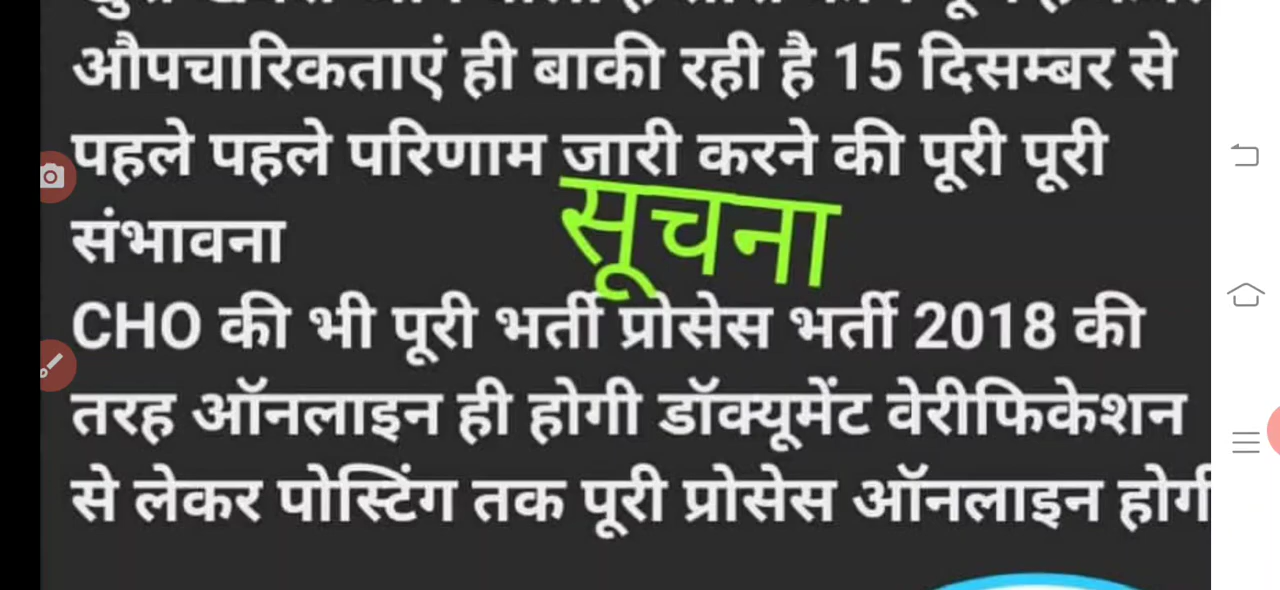 औपचारिकताएं ही बाकी रही है 15 दिसम्बर से
पहले पहले परिणाम जारी करने की पूरी पूरी
संभावना
सूचना
CHO की भी पूरी भर्ती प्रोसेस भर्ती 2018 की
तरह ऑनलाइन ही होगी डॉक्यूमेंट वेरीफिकेशन
से लेकर पोस्टिंग तक पूरी प्रोसेस ऑनलाइन होगी